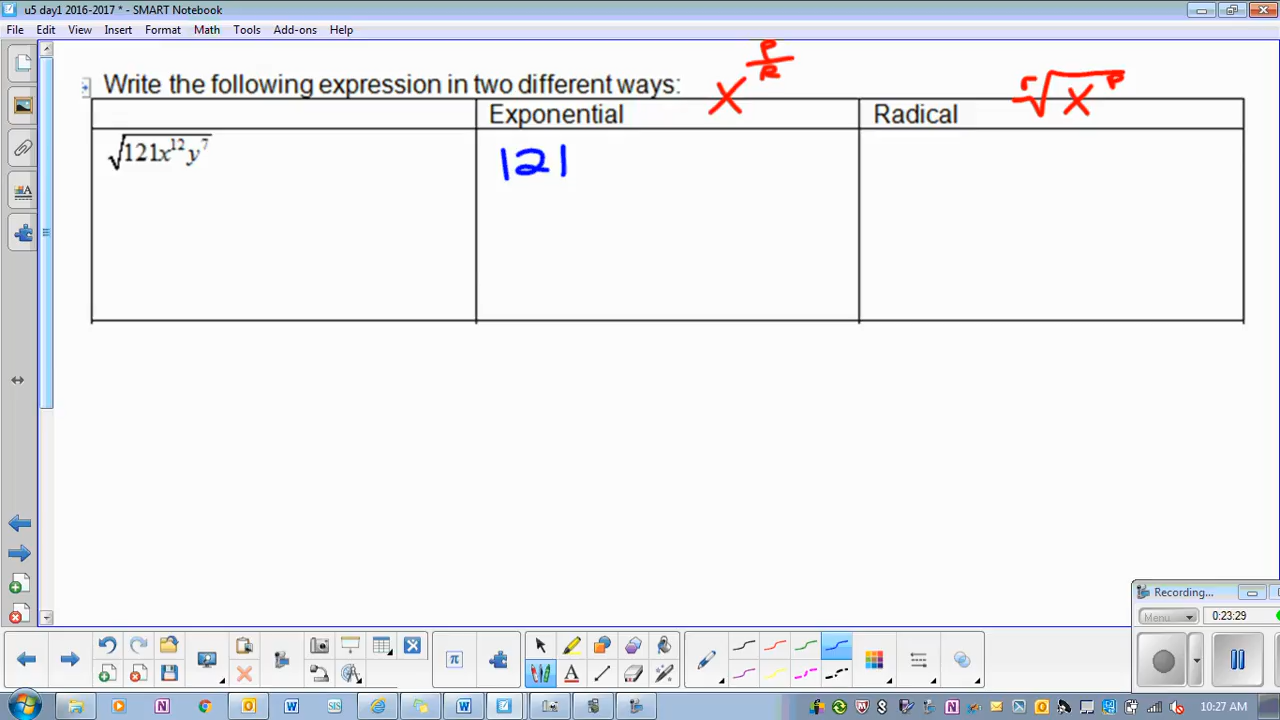 u5 day1 2016-2017 * - SMART Notebook
File Edit View Insert Format Math Tools Add-ons Help
Write the following expression in two different ways:
x^(P/R)
Exponential
Radical
ʳ√x^P
√121x¹²y⁷
121
Recording...
Menu
0:23:29
π
A
10:27 AM